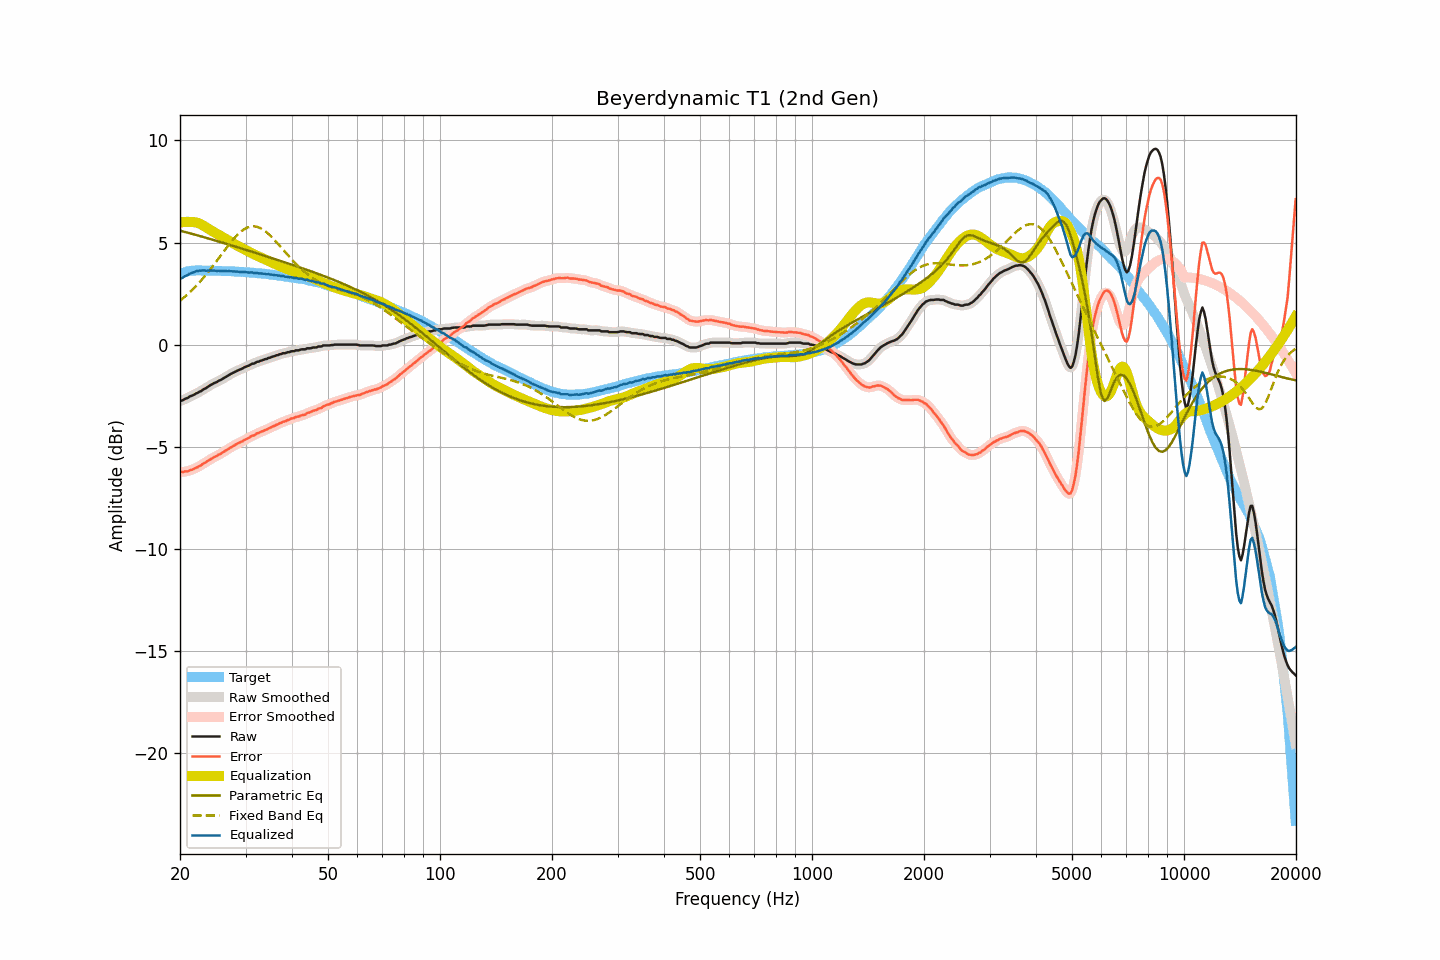 Beyerdynamic T1 (2nd Gen)
10
5
0
−5
−10
−15
−20
Amplitude (dBr)
Target
Raw Smoothed
Error Smoothed
Raw
Error
Equalization
Parametric Eq
Fixed Band Eq
Equalized
20 50 100 200 500 1000 2000 5000 10000 20000
Frequency (Hz)